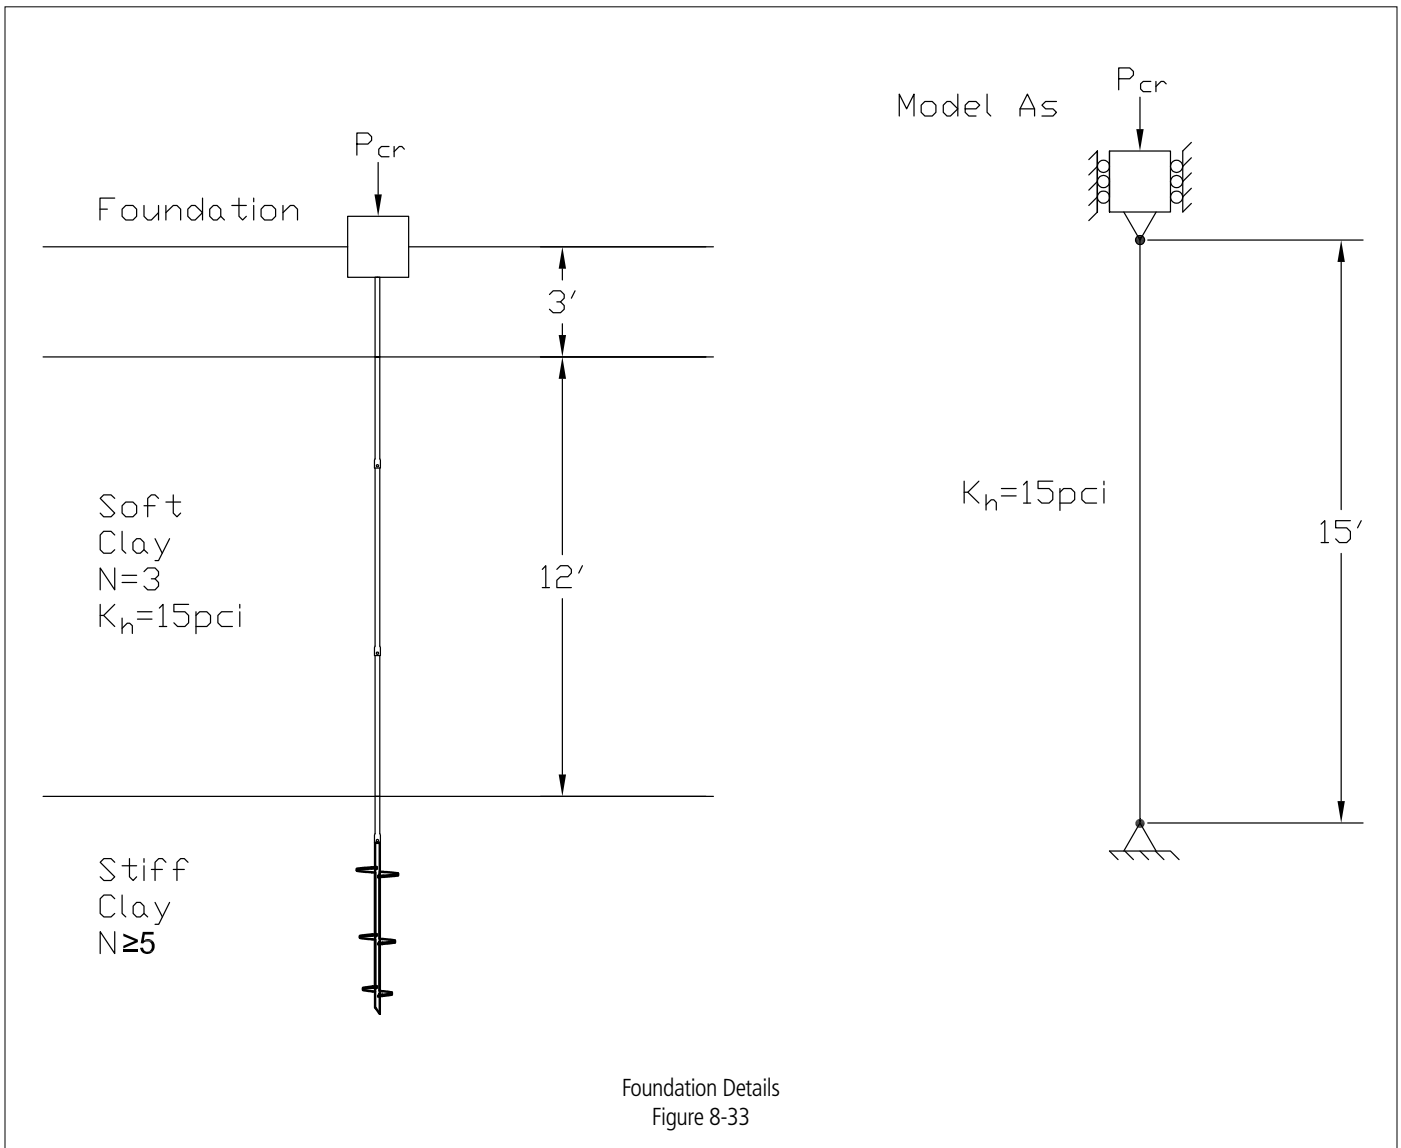 Model As
Pcr
Pcr
Foundation
3′
Soft
Clay
N=3
Kh=15pci
12′
Kh=15pci
15′
Stiff
Clay
N≥5
Foundation Details
Figure 8-33